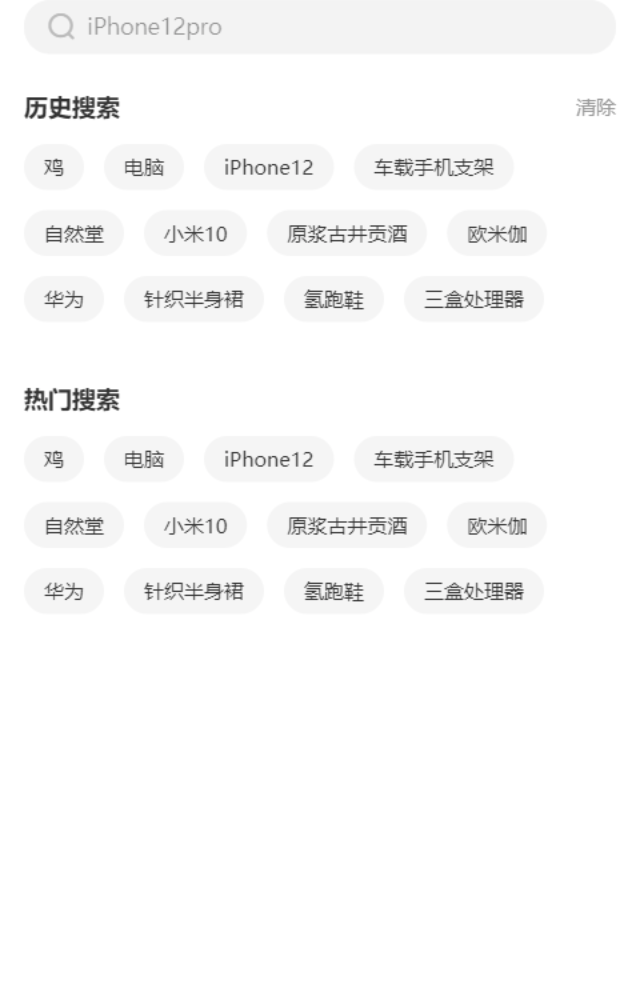 iPhone12pro
历史搜索 清除
鸡 电脑 iPhone12 车载手机支架
自然堂 小米10 原浆古井贡酒 欧米伽
华为 针织半身裙 氢跑鞋 三盒处理器
热门搜索
鸡 电脑 iPhone12 车载手机支架
自然堂 小米10 原浆古井贡酒 欧米伽
华为 针织半身裙 氢跑鞋 三盒处理器